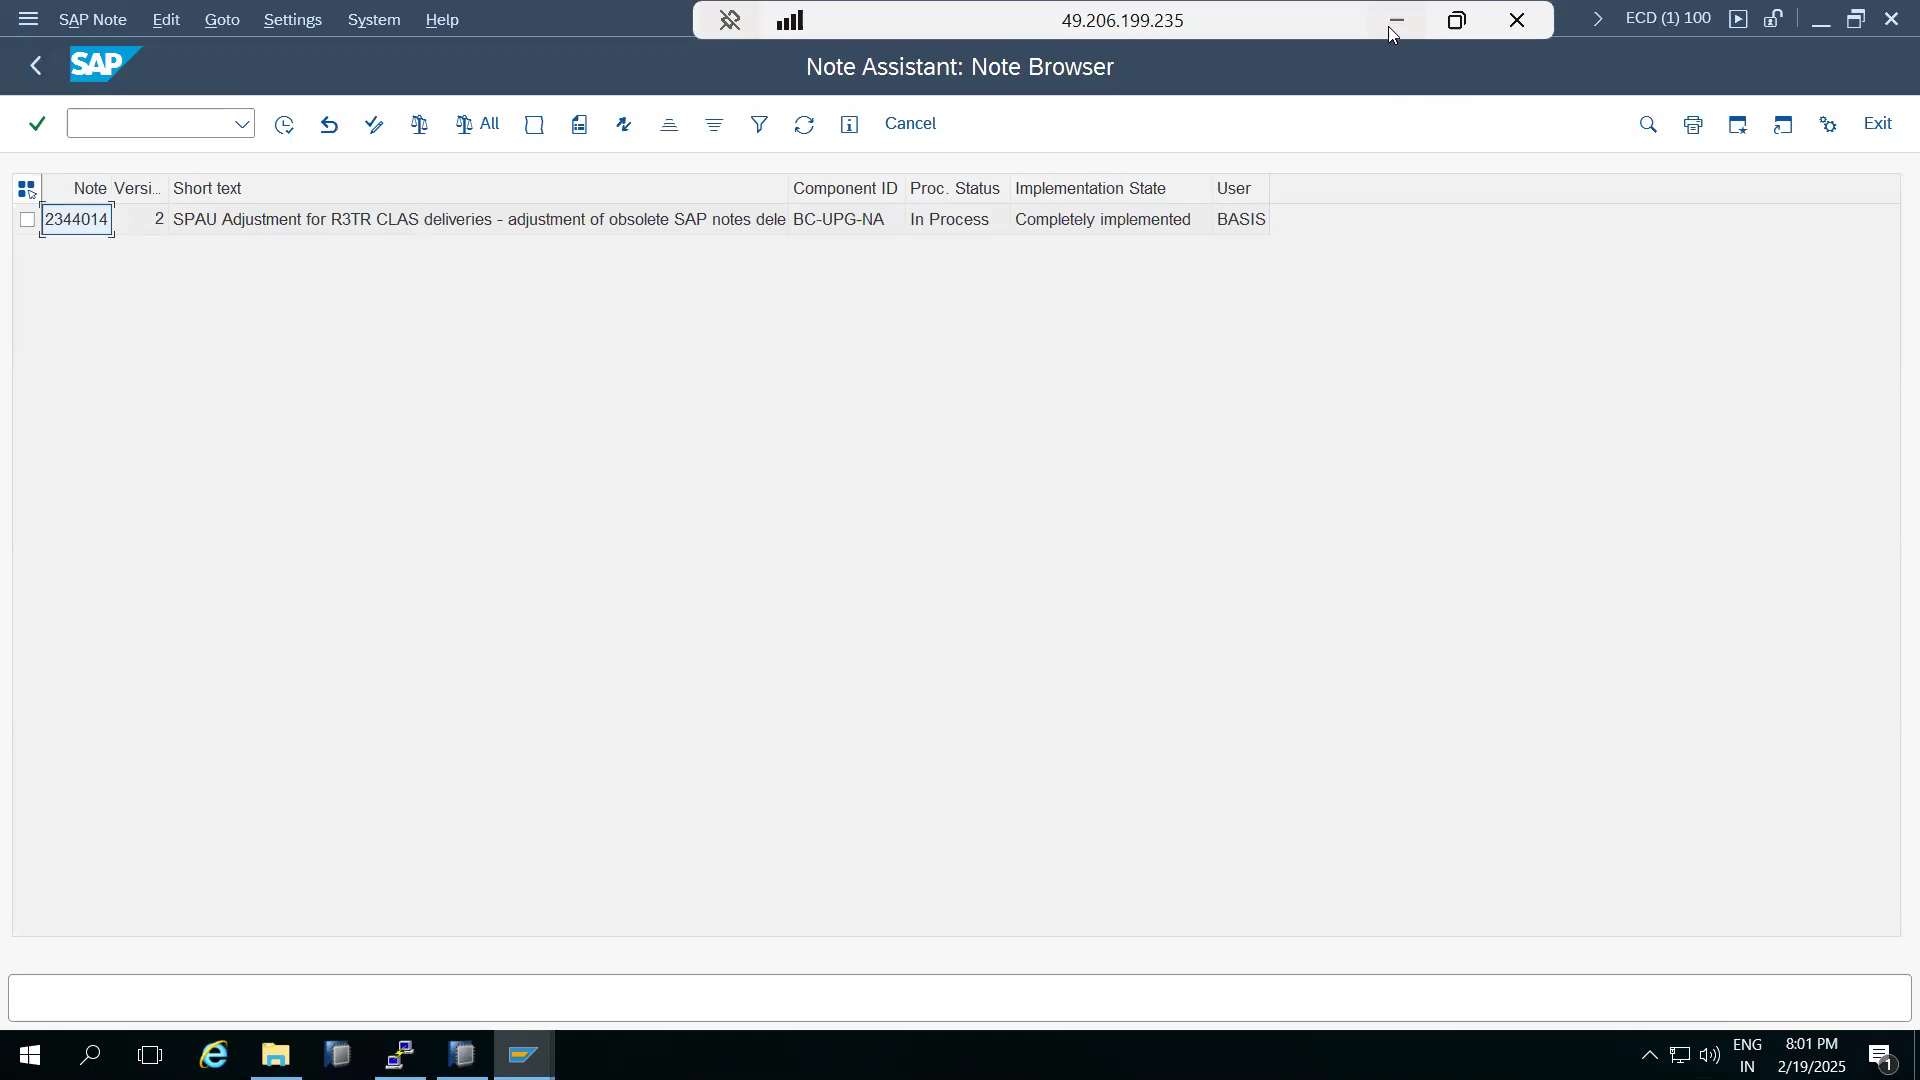 SAP Note Edit Goto Settings System Help 49.206.199.235 ECD (1) 100
SAP Note Assistant: Note Browser
All Cancel Exit
Note Versi... Short text Component ID Proc. Status Implementation State User
2344014 2 SPAU Adjustment for R3TR CLAS deliveries - adjustment of obsolete SAP notes dele BC-UPG-NA In Process Completely implemented BASIS
ENG 8:01 PM
IN 2/19/2025 1